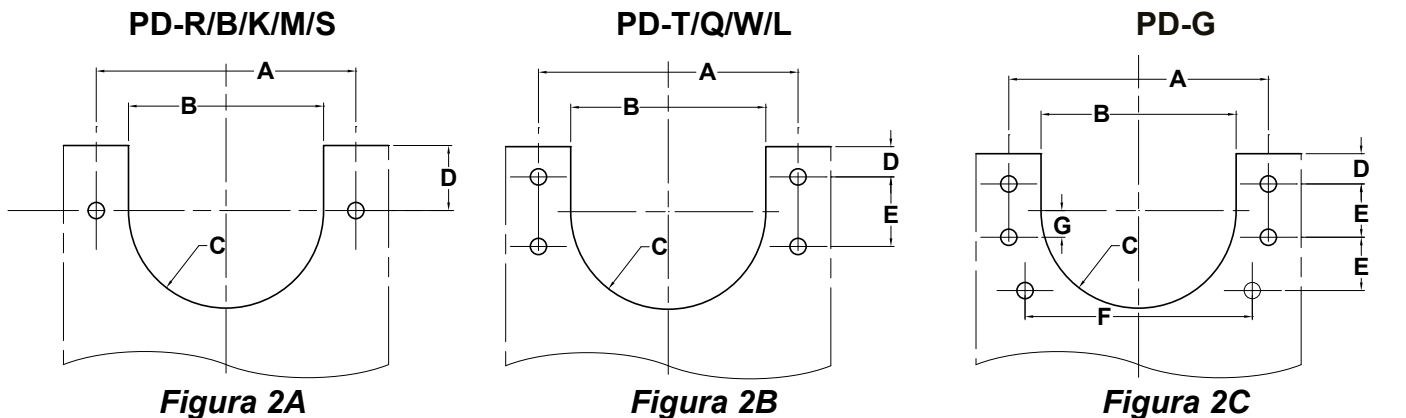 PD-R/B/K/M/S
A
B
D
C
Figura 2A
PD-T/Q/W/L
A
B
D
E
C
Figura 2B
PD-G
A
B
D
E
G
C
E
F
Figura 2C